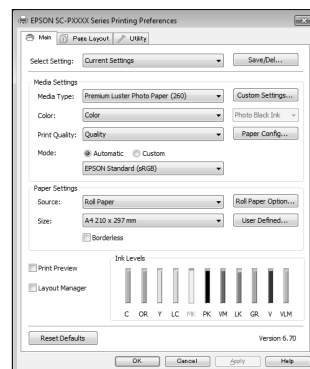 EPSON SC-PXXXX Series Printing Preferences
Main Page Layout Utility
Select Setting: Current Settings Save/Del...
Media Settings
Media Type: Premium Luster Photo Paper (260) Custom Settings...
Color: Color Photo Black Ink
Print Quality: Quality Paper Config...
Mode: Automatic Custom
EPSON Standard (sRGB)
Paper Settings
Source: Roll Paper Roll Paper Option...
Size: A4 210 x 297 mm User Defined...
Borderless
Print Preview
Layout Manager
Ink Levels
C OR Y LC MK PK VM LK GR V VLM
Reset Defaults Version 6.70
OK Cancel Apply Help